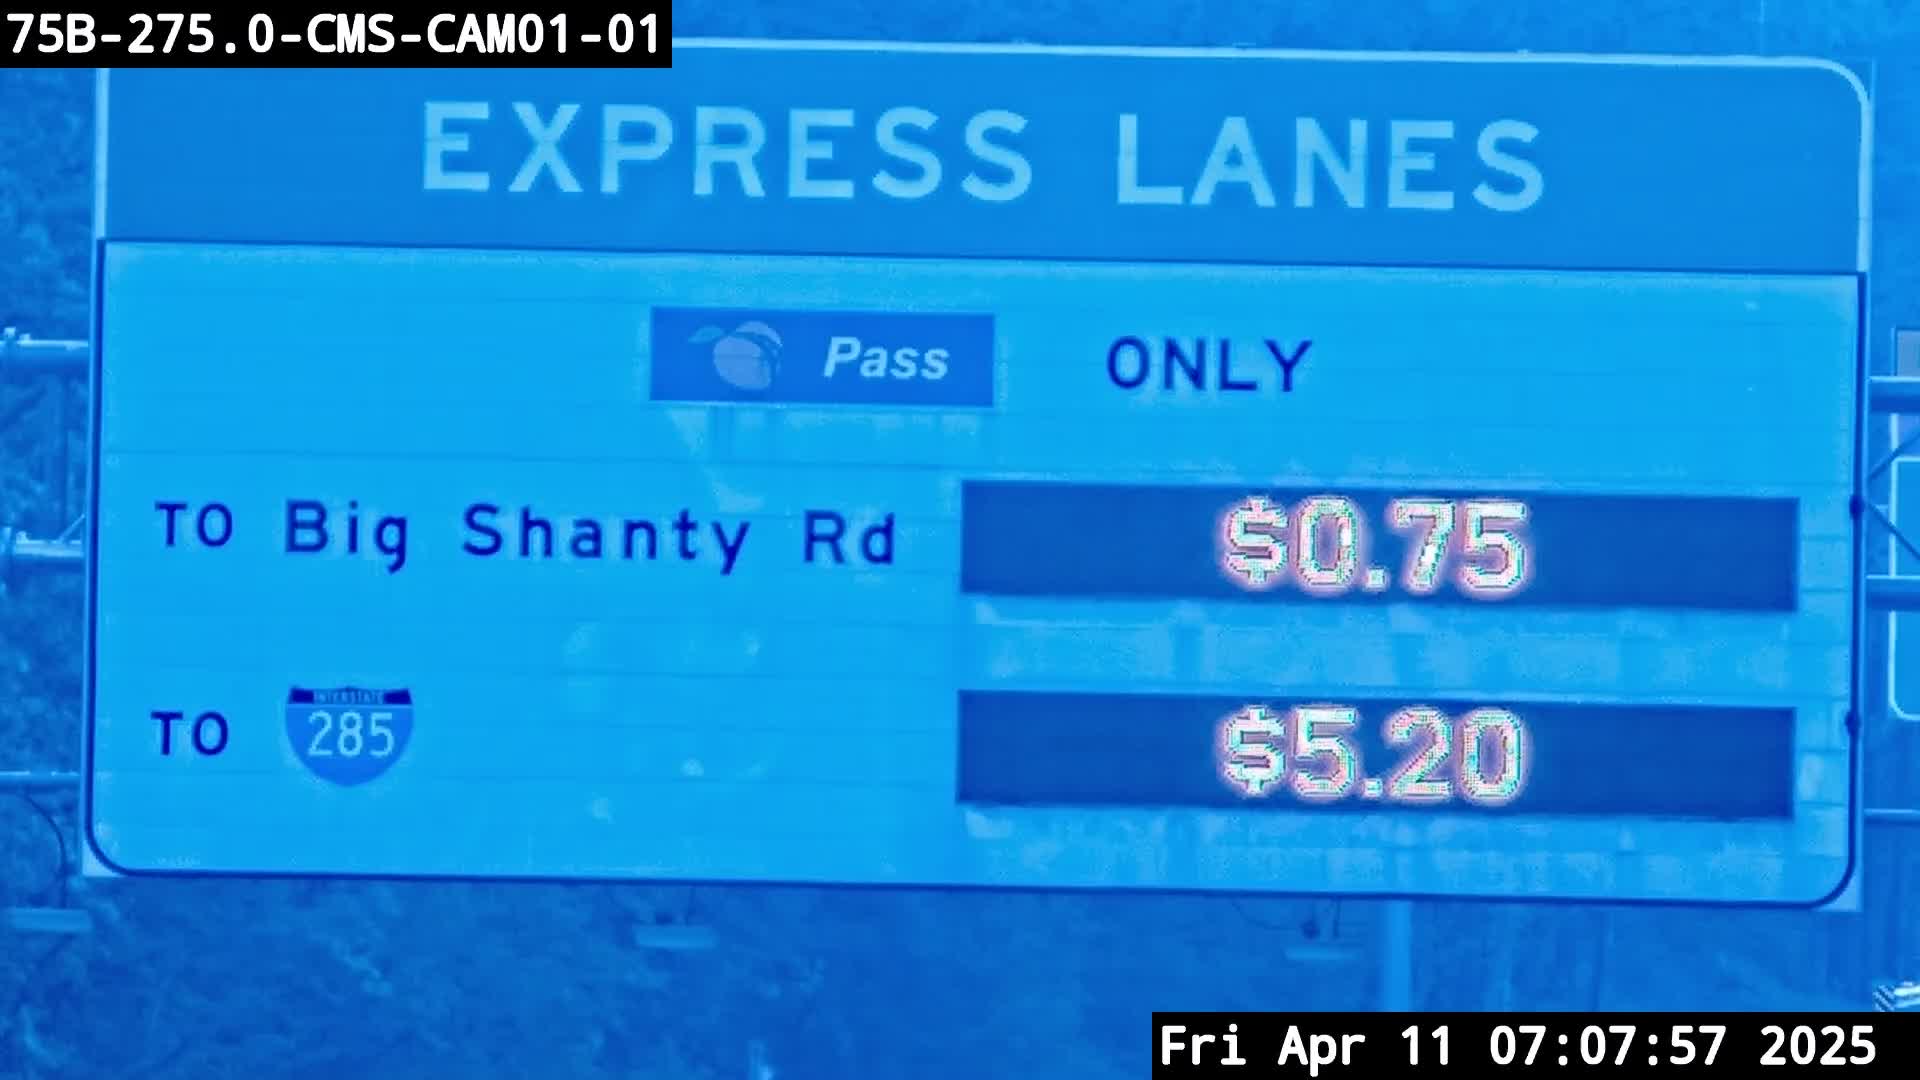 75B-275.0-CMS-CAM01-01
EXPRESS LANES
Pass ONLY
TO Big Shanty Rd $0.75
TO INTERSTATE 285 $5.20
Fri Apr 11 07:07:57 2025